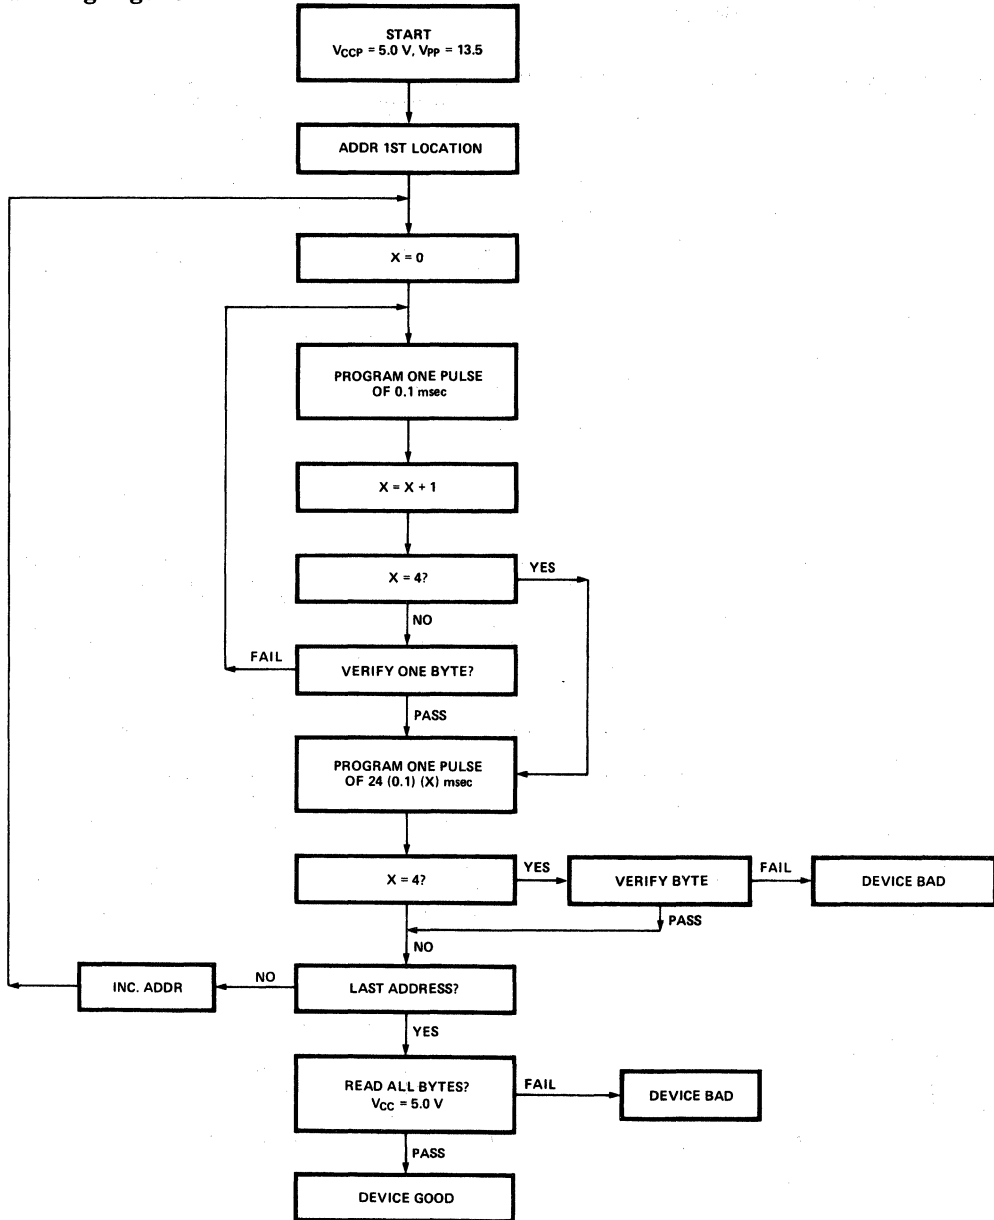 START
VCCP = 5.0 V, VPP = 13.5
ADDR 1ST LOCATION
X = 0
PROGRAM ONE PULSE
OF 0.1 msec
X = X + 1
X = 4?
YES
NO
FAIL
VERIFY ONE BYTE?
PASS
PROGRAM ONE PULSE
OF 24 (0.1) (X) msec
X = 4?
YES
VERIFY BYTE
FAIL
DEVICE BAD
PASS
NO
INC. ADDR
NO
LAST ADDRESS?
YES
READ ALL BYTES?
VCC = 5.0 V
FAIL
DEVICE BAD
PASS
DEVICE GOOD